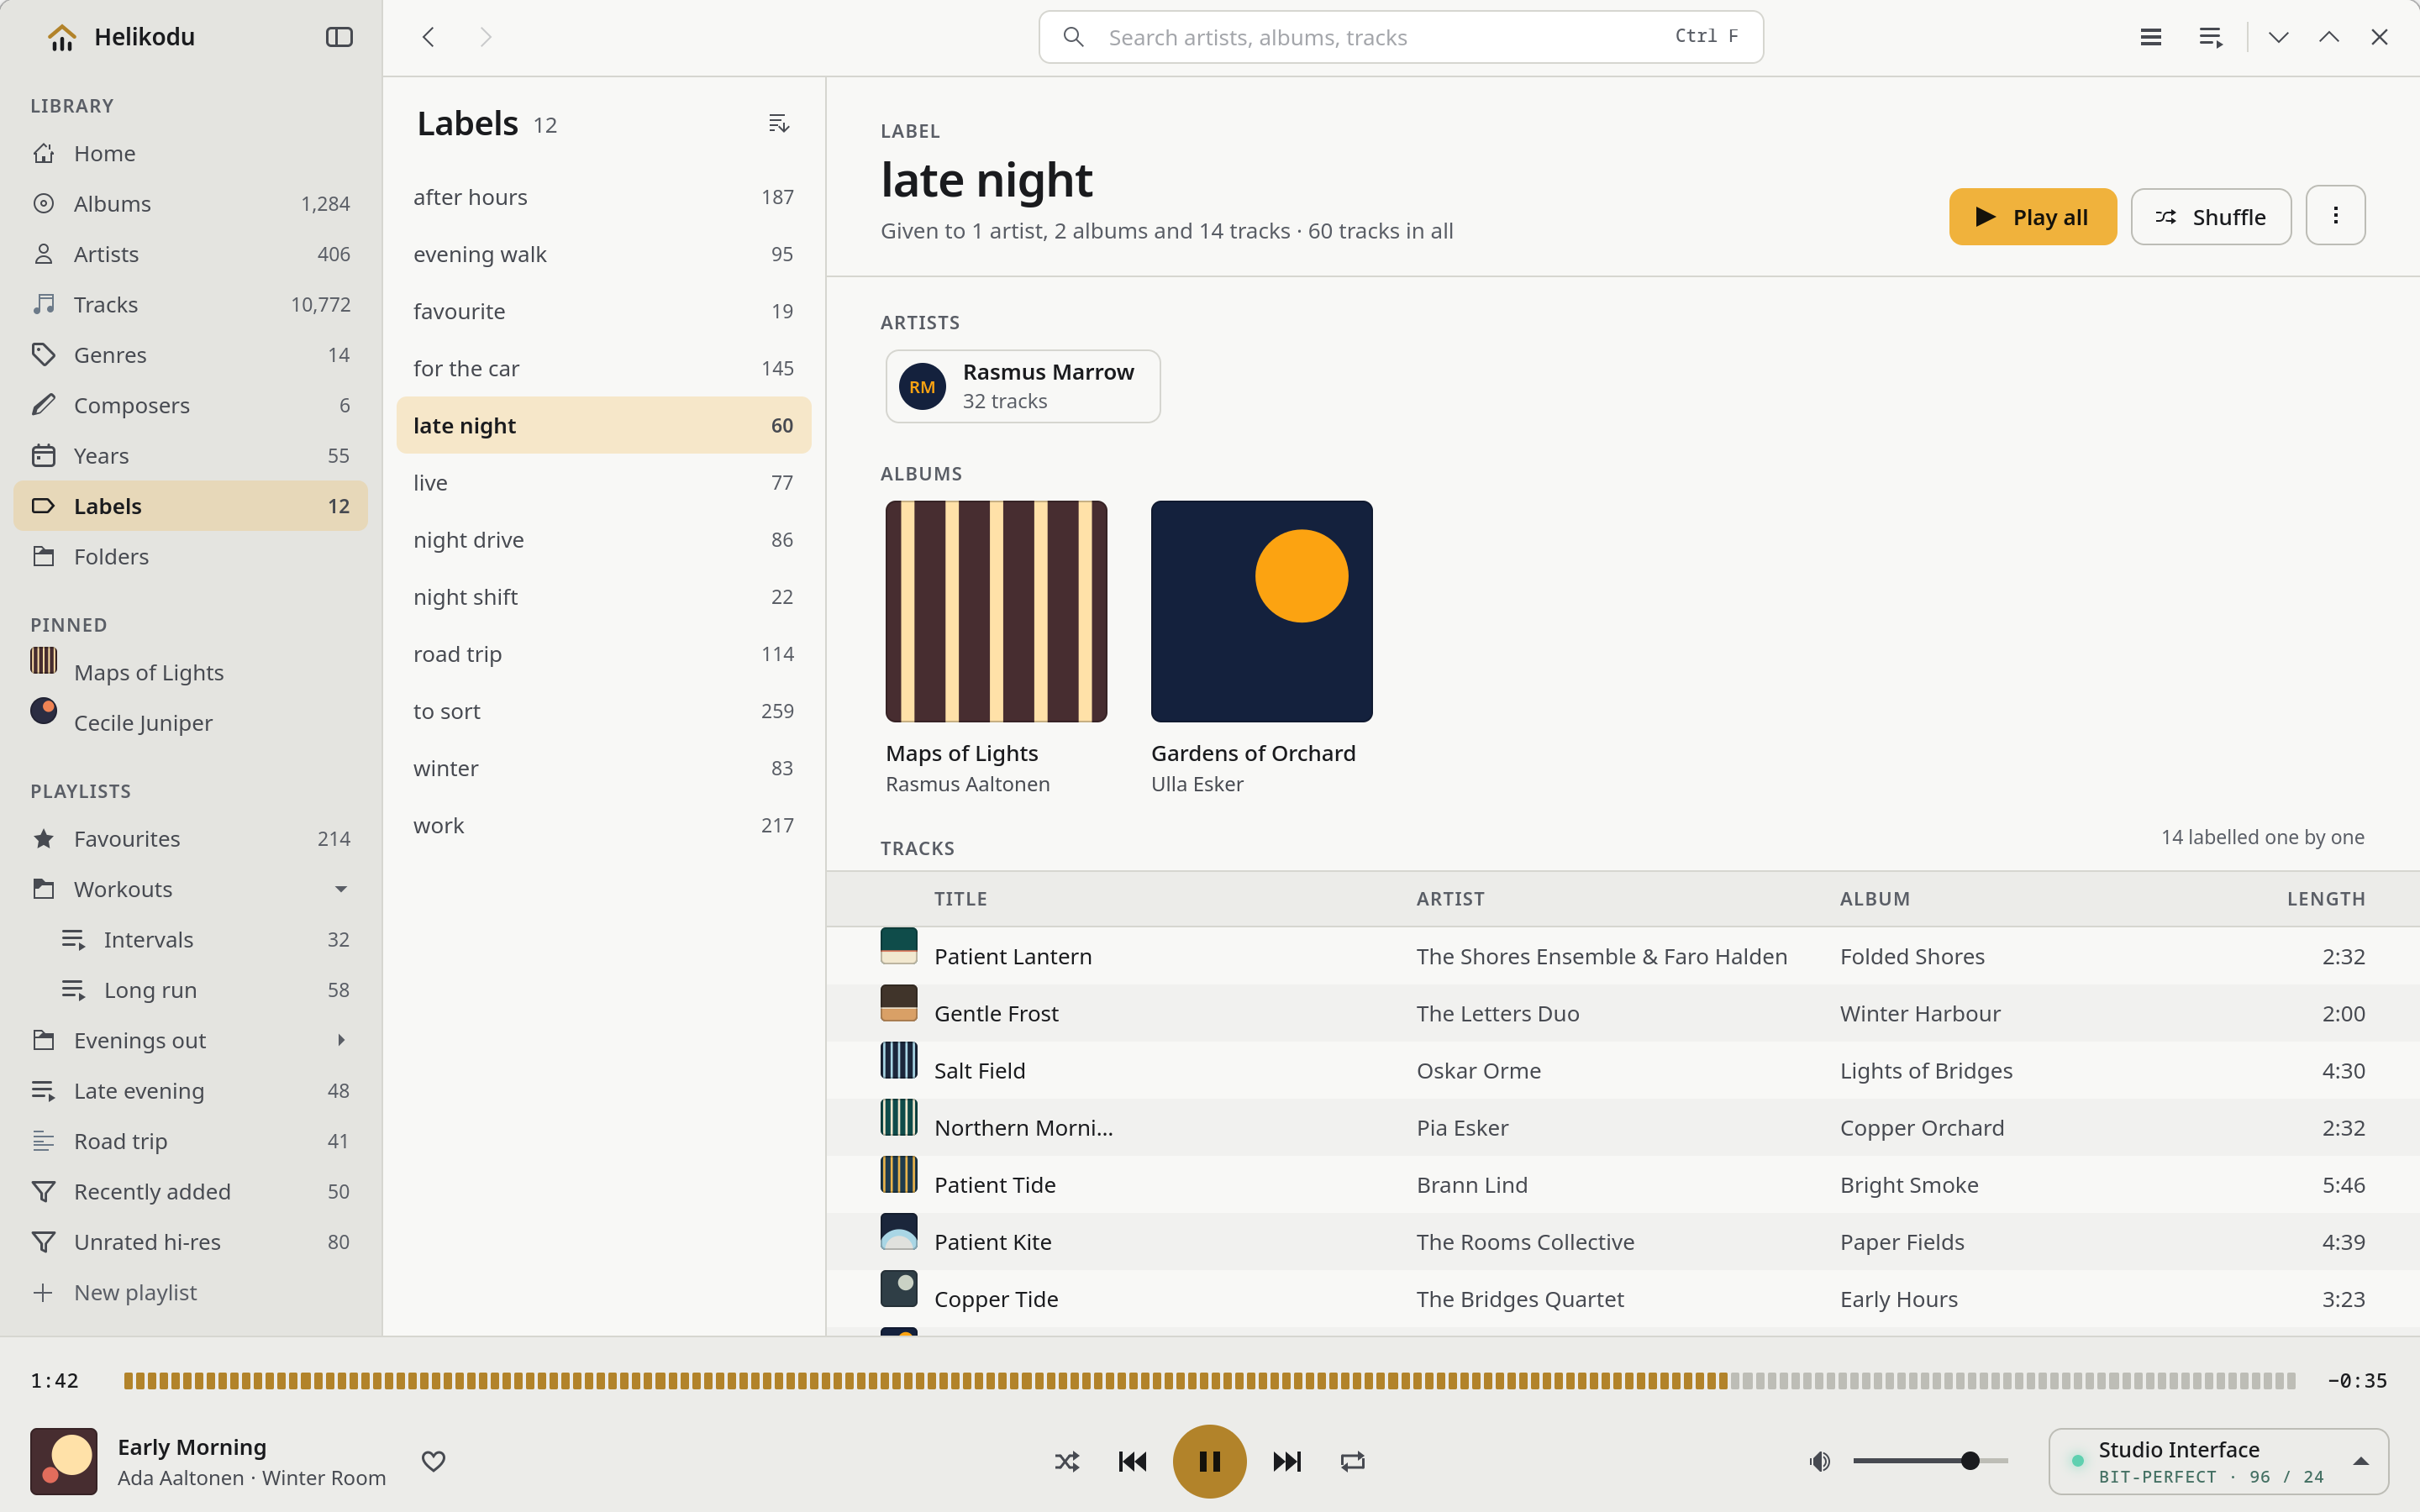 Helikodu
Search artists, albums, tracks
Ctrl F
LIBRARY
Home
Albums 1,284
Artists 406
Tracks 10,772
Genres 14
Composers 6
Years 55
Labels 12
Folders
PINNED
Maps of Lights
Cecile Juniper
PLAYLISTS
Favourites 214
Workouts
Intervals 32
Long run 58
Evenings out
Late evening 48
Road trip 41
Recently added 50
Unrated hi-res 80
New playlist
Labels 12
after hours 187
evening walk 95
favourite 19
for the car 145
late night 60
live 77
night drive 86
night shift 22
road trip 114
to sort 259
winter 83
work 217
LABEL
late night
Given to 1 artist, 2 albums and 14 tracks · 60 tracks in all
Play all
Shuffle
ARTISTS
RM
Rasmus Marrow
32 tracks
ALBUMS
Maps of Lights
Rasmus Aaltonen
Gardens of Orchard
Ulla Esker
TRACKS
14 labelled one by one
TITLE ARTIST ALBUM LENGTH
Patient Lantern The Shores Ensemble & Faro Halden Folded Shores 2:32
Gentle Frost The Letters Duo Winter Harbour 2:00
Salt Field Oskar Orme Lights of Bridges 4:30
Northern Morni… Pia Esker Copper Orchard 2:32
Patient Tide Brann Lind Bright Smoke 5:46
Patient Kite The Rooms Collective Paper Fields 4:39
Copper Tide The Bridges Quartet Early Hours 3:23
1:42
−0:35
Early Morning
Ada Aaltonen · Winter Room
Studio Interface
BIT-PERFECT · 96 / 24